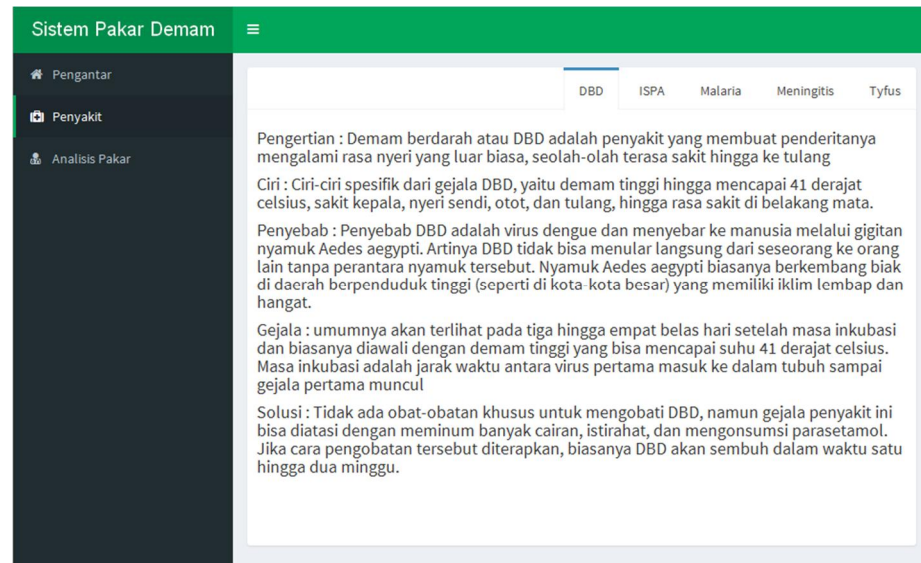 Sistem Pakar Demam
Pengantar
Penyakit
Analisis Pakar
DBD ISPA Malaria Meningitis Tyfus
Pengertian : Demam berdarah atau DBD adalah penyakit yang membuat penderitanya
mengalami rasa nyeri yang luar biasa, seolah-olah terasa sakit hingga ke tulang
Ciri : Ciri-ciri spesifik dari gejala DBD, yaitu demam tinggi hingga mencapai 41 derajat
celsius, sakit kepala, nyeri sendi, otot, dan tulang, hingga rasa sakit di belakang mata.
Penyebab : Penyebab DBD adalah virus dengue dan menyebar ke manusia melalui gigitan
nyamuk Aedes aegypti. Artinya DBD tidak bisa menular langsung dari seseorang ke orang
lain tanpa perantara nyamuk tersebut. Nyamuk Aedes aegypti biasanya berkembang biak
di daerah berpenduduk tinggi (seperti di kota-kota besar) yang memiliki iklim lembap dan
hangat.
Gejala : umumnya akan terlihat pada tiga hingga empat belas hari setelah masa inkubasi
dan biasanya diawali dengan demam tinggi yang bisa mencapai suhu 41 derajat celsius.
Masa inkubasi adalah jarak waktu antara virus pertama masuk ke dalam tubuh sampai
gejala pertama muncul
Solusi : Tidak ada obat-obatan khusus untuk mengobati DBD, namun gejala penyakit ini
bisa diatasi dengan meminum banyak cairan, istirahat, dan mengonsumsi parasetamol.
Jika cara pengobatan tersebut diterapkan, biasanya DBD akan sembuh dalam waktu satu
hingga dua minggu.